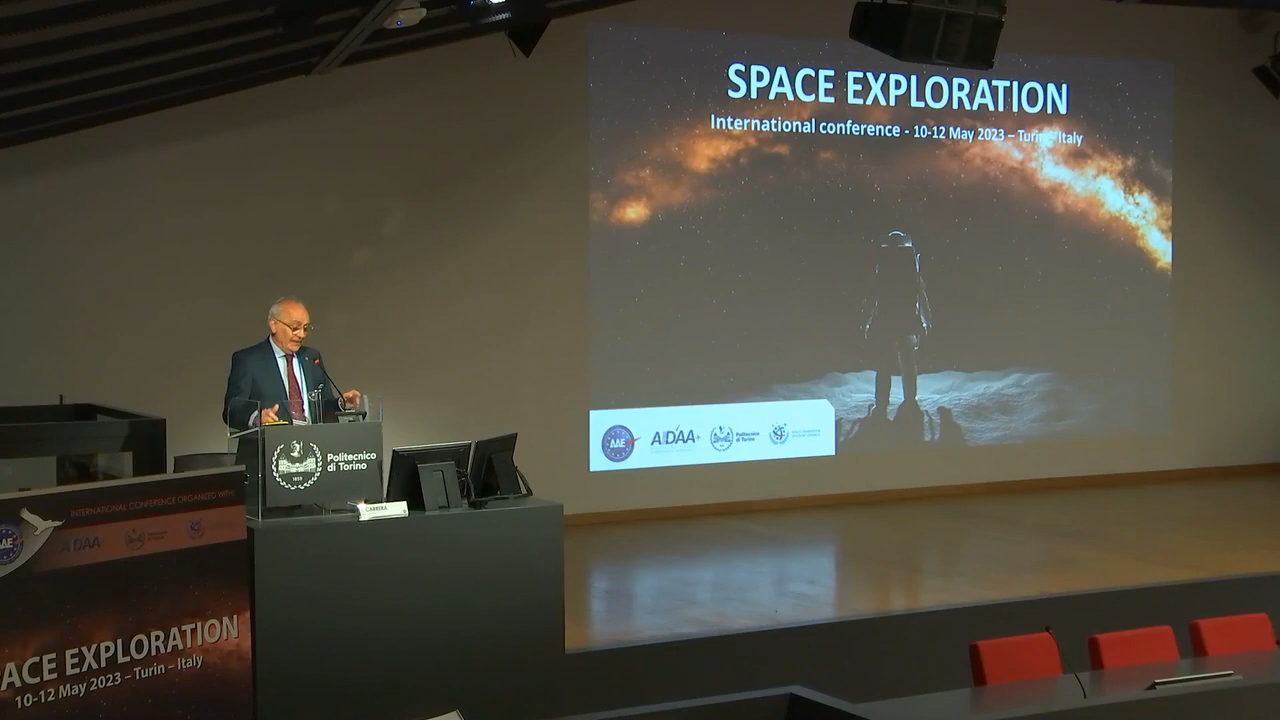 SPACE EXPLORATION
International conference - 10-12 May 2023 – Turin – Italy
AAE
AIDAA
Politecnico
di Torino
Politecnico
di Torino
1859
CARRERA
INTERNATIONAL CONFERENCE ORGANIZED WITH
AAE
AIDAA
ACE EXPLORATION
10-12 May 2023 – Turin – Italy